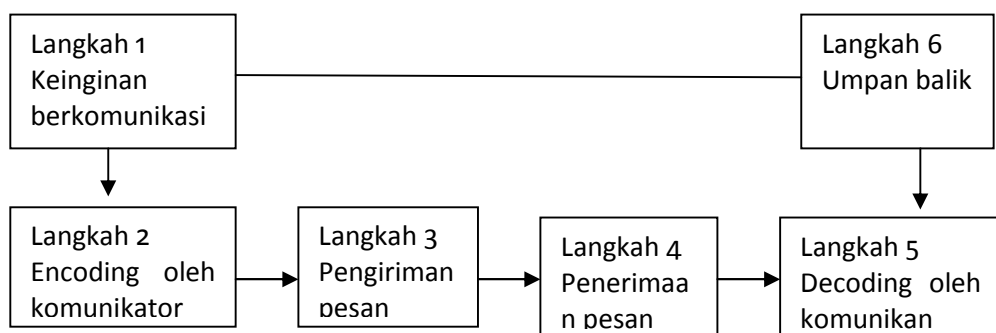 Langkah 1
Keinginan
berkomunikasi
Langkah 6
Umpan balik
Langkah 2
Encoding oleh
komunikator
Langkah 3
Pengiriman
pesan
Langkah 4
Penerimaa
n pesan
Langkah 5
Decoding oleh
komunikan